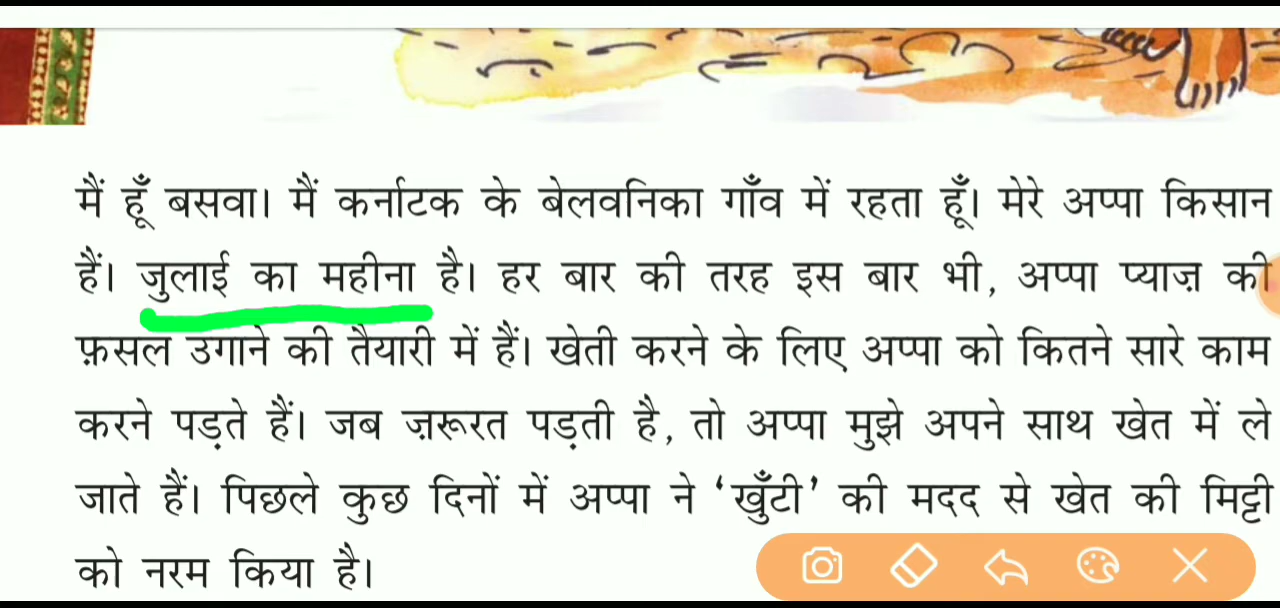 मैं हूँ बसवा। मैं कर्नाटक के बेलवनिका गाँव में रहता हूँ। मेरे अप्पा किसान
हैं। जुलाई का महीना है। हर बार की तरह इस बार भी, अप्पा प्याज़ की
फ़सल उगाने की तैयारी में हैं। खेती करने के लिए अप्पा को कितने सारे काम
करने पड़ते हैं। जब ज़रूरत पड़ती है, तो अप्पा मुझे अपने साथ खेत में ले
जाते हैं। पिछले कुछ दिनों में अप्पा ने ‘खुँटी’ की मदद से खेत की मिट्टी
को नरम किया है।